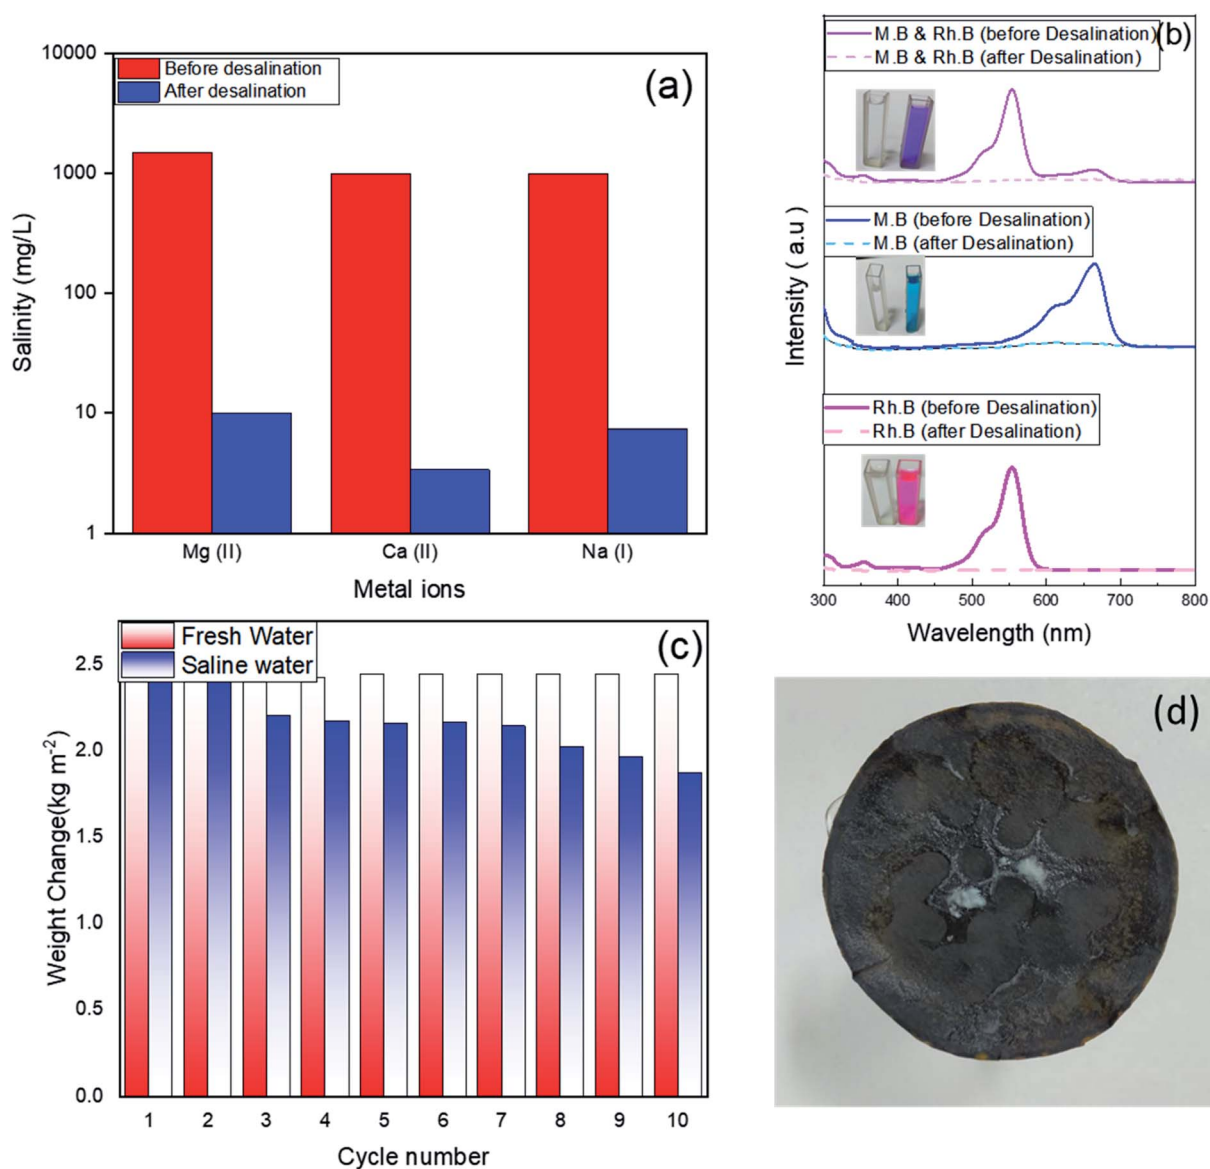 10000
1000
100
10
1
Salinity (mg/L)
Before desalination
After desalination
(a)
Mg (II)
Ca (II)
Na (I)
Metal ions
M.B & Rh.B (before Desalination)
M.B & Rh.B (after Desalination)
(b)
M.B (before Desalination)
M.B (after Desalination)
Rh.B (before Desalination)
Rh.B (after Desalination)
Intensity ( a.u )
300 400 500 600 700 800
Wavelength (nm)
2.5
2.0
1.5
1.0
0.5
0.0
Weight Change(kg m-2)
Fresh Water
Saline water
(c)
1 2 3 4 5 6 7 8 9 10
Cycle number
(d)